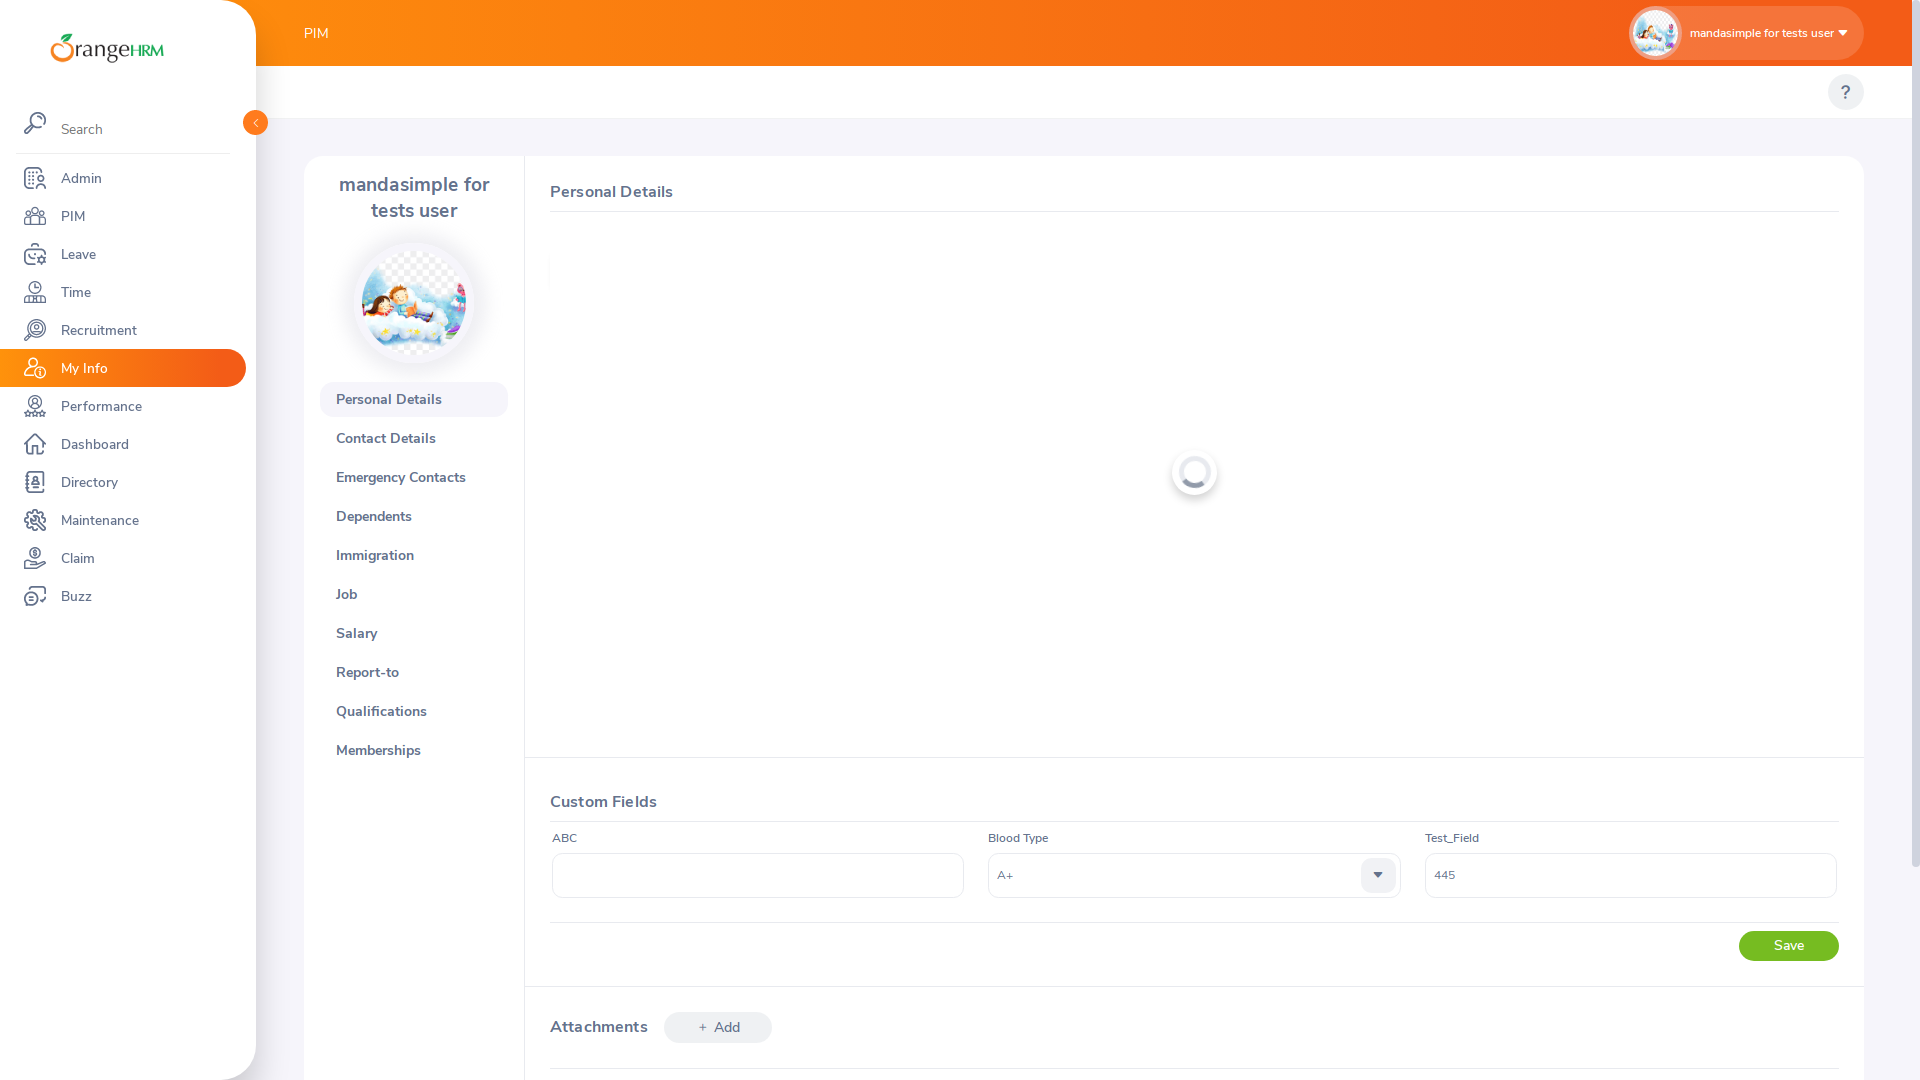 OrangeHRM
PIM
mandasimple for tests user
?
Search
Admin
PIM
Leave
Time
Recruitment
My Info
Performance
Dashboard
Directory
Maintenance
Claim
Buzz
mandasimple for
tests user
Personal Details
Contact Details
Emergency Contacts
Dependents
Immigration
Job
Salary
Report-to
Qualifications
Memberships
Personal Details
Custom Fields
ABC
Blood Type
Test_Field
A+
445
Save
Attachments
+ Add